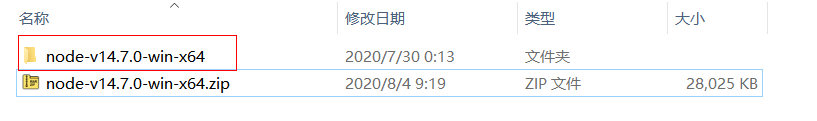 名称 修改日期 类型 大小
node-v14.7.0-win-x64 2020/7/30 0:13 文件夹
node-v14.7.0-win-x64.zip 2020/8/4 9:19 ZIP 文件 28,025 KB